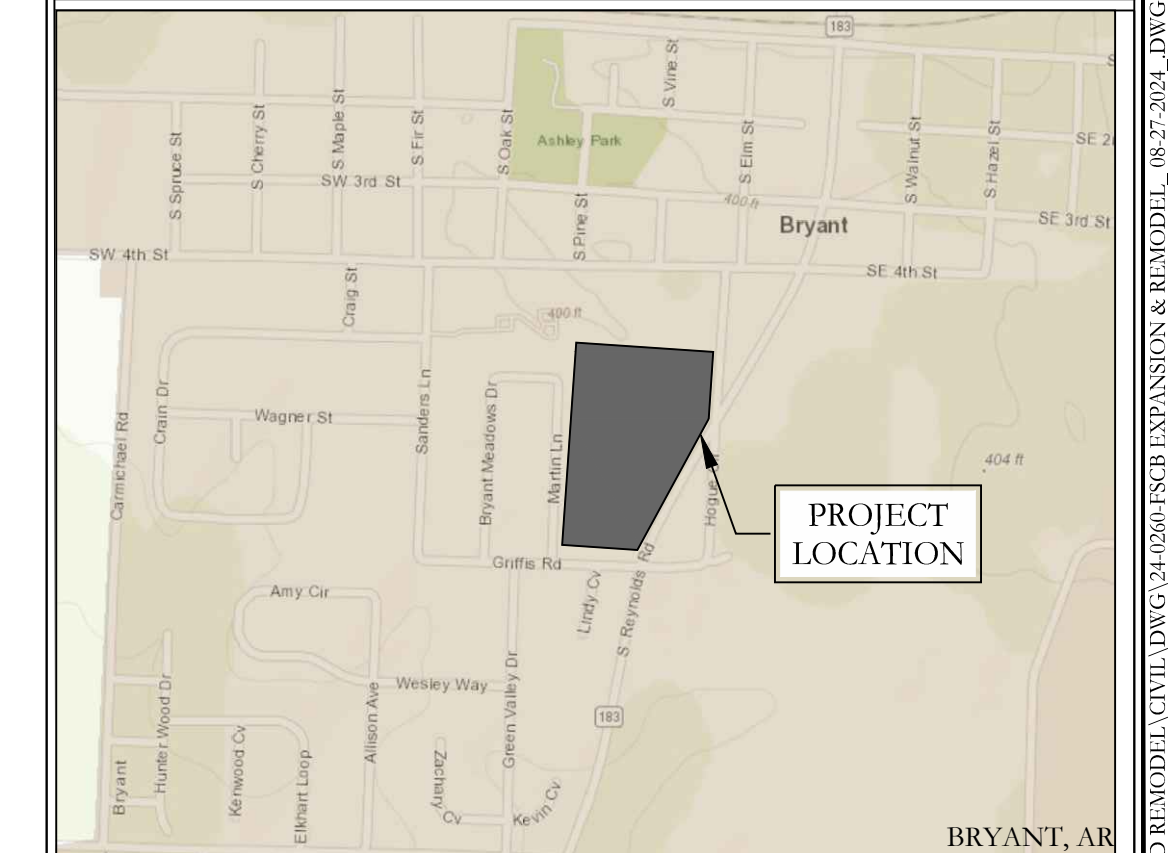 183
S Vine St
S Cherry St
S Maple St
S Fir St
S Oak St
Ashley Park
S Elm St
S Walnut St
S Hazel St
S Spruce St
SW 3rd St
400 ft
S Pine St
Bryant
SE 3rd St
SW 4th St
SE 4th St
Craig St
400 ft
Crain Dr
Wagner St
Sanders Ln
Bryant Meadows Dr
Martin Ln
Carmichael Rd
404 ft
PROJECT
LOCATION
Griffis Rd
Amy Cir
Lindy Cv
S Reynolds Rd
Wesley Way
183
Hunter Wood Dr
Allison Ave
Green Valley Dr
Kenwood Cv
Elkhart Loop
Bryant
Zachary
Cv
Kevin Cv
BRYANT, AR
REMODEL\CIVIL\DWG\24-0260-FSCB EXPANSION & REMODEL_ 08-27-2024_.DWG